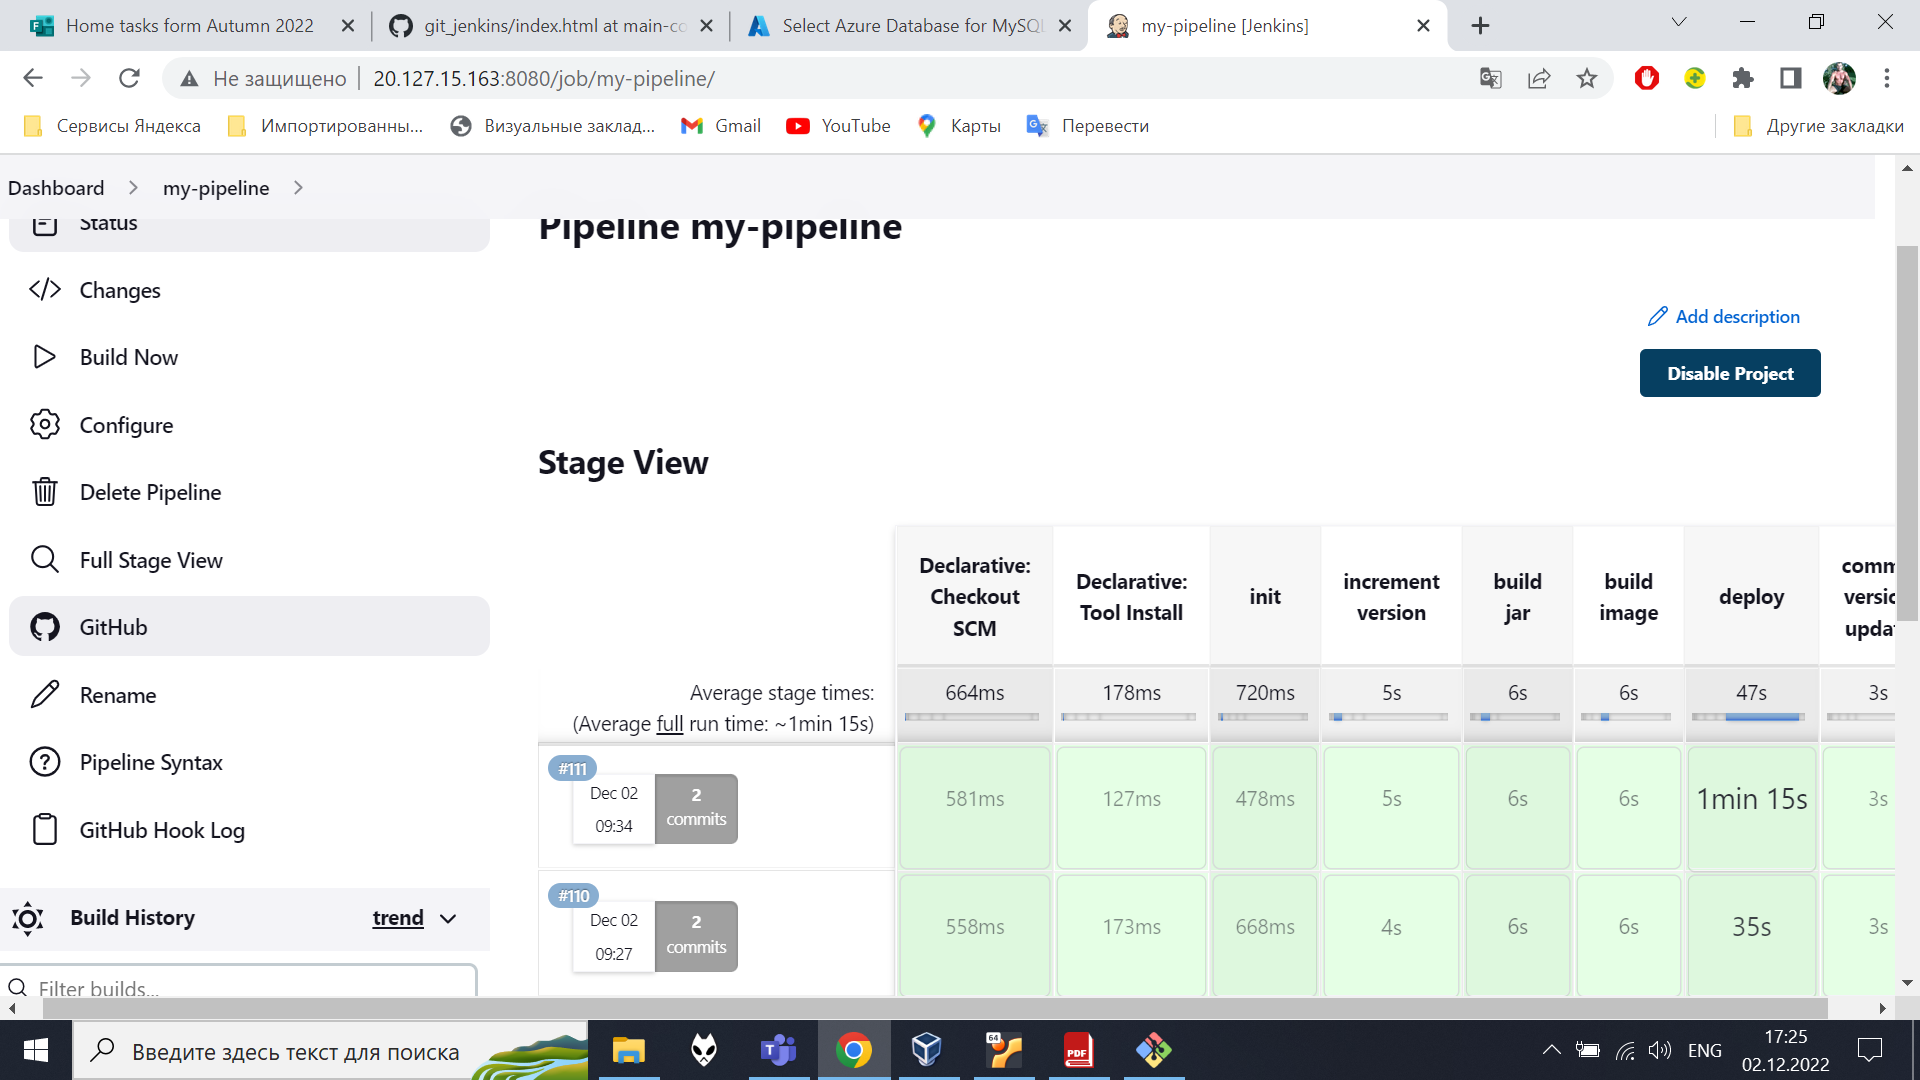 Home tasks form Autumn 2022
git_jenkins/index.html at main-co
Select Azure Database for MySQL
my-pipeline [Jenkins]
Не защищено
20.127.15.163:8080/job/my-pipeline/
Сервисы Яндекса
Импортированны...
Визуальные заклад...
Gmail
YouTube
Карты
Перевести
Другие закладки
Dashboard
my-pipeline
Status
Changes
Build Now
Configure
Delete Pipeline
Full Stage View
GitHub
Rename
Pipeline Syntax
GitHub Hook Log
Build History
trend
Filter builds...
Pipeline my-pipeline
Add description
Disable Project
Stage View
Declarative:
Checkout
SCM
Declarative:
Tool Install
init
increment
version
build
jar
build
image
deploy
comm
versio
updat
Average stage times:
(Average full run time: ~1min 15s)
664ms
178ms
720ms
5s
6s
6s
47s
3s
#111
Dec 02
09:34
2
commits
581ms
127ms
478ms
5s
6s
6s
1min 15s
3s
#110
Dec 02
09:27
2
commits
558ms
173ms
668ms
4s
6s
6s
35s
3s
Введите здесь текст для поиска
64
PDF
ENG
17:25
02.12.2022